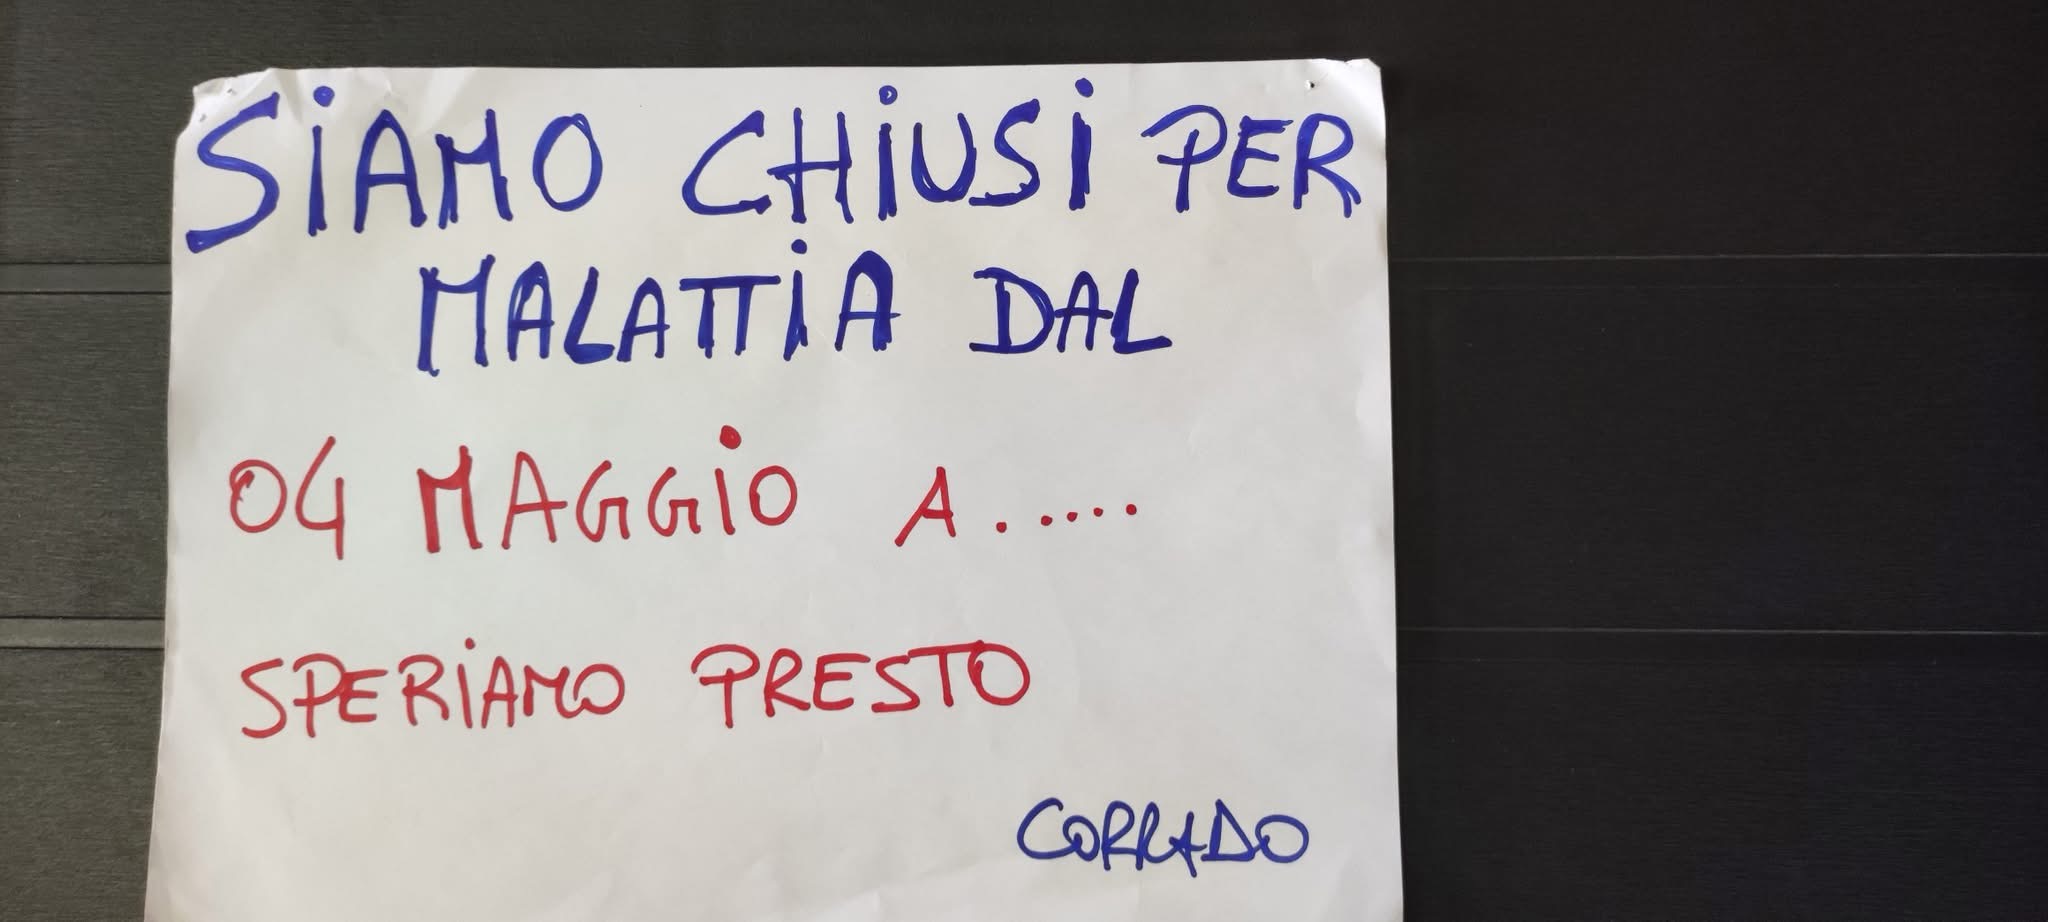 SiAMO CHiUSi PER
MALATTiA DAL
04 MAGGiO A......
SPERiAMO PRESTO
CORRADO